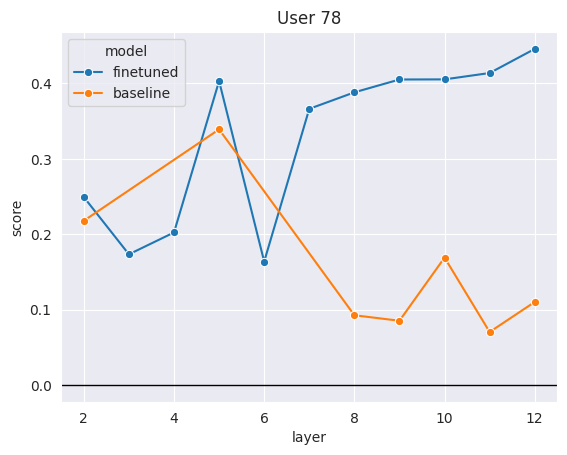 User 78
model
finetuned
baseline
score
0.4
0.3
0.2
0.1
0.0
2 4 6 8 10 12
layer